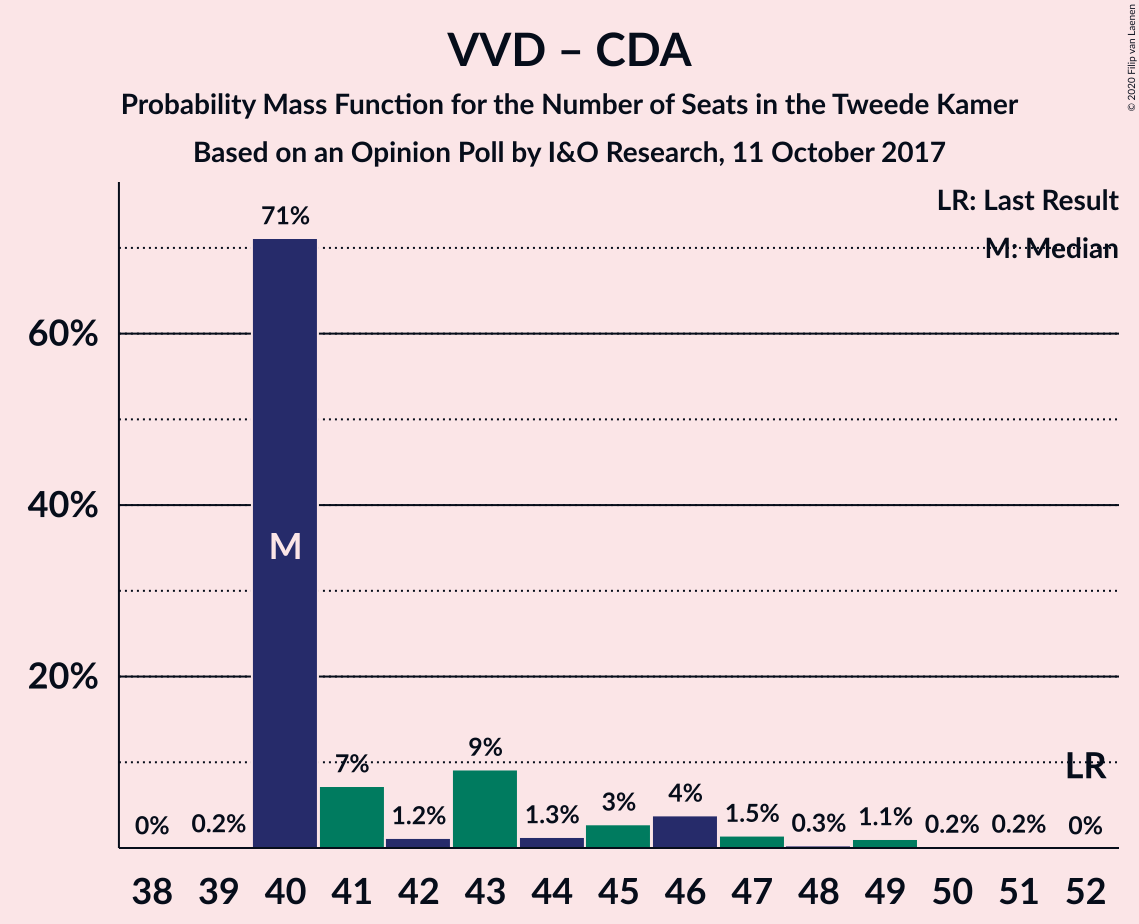 © 2020 Filip van Laenen
VVD – CDA
Probability Mass Function for the Number of Seats in the Tweede Kamer
Based on an Opinion Poll by I&O Research, 11 October 2017
LR: Last Result
M: Median
60%
40%
20%
0%
0.2%
71%
7%
1.2%
9%
1.3%
3%
4%
1.5%
0.3%
1.1%
0.2%
0.2%
0%
M
LR
38 39 40 41 42 43 44 45 46 47 48 49 50 51 52